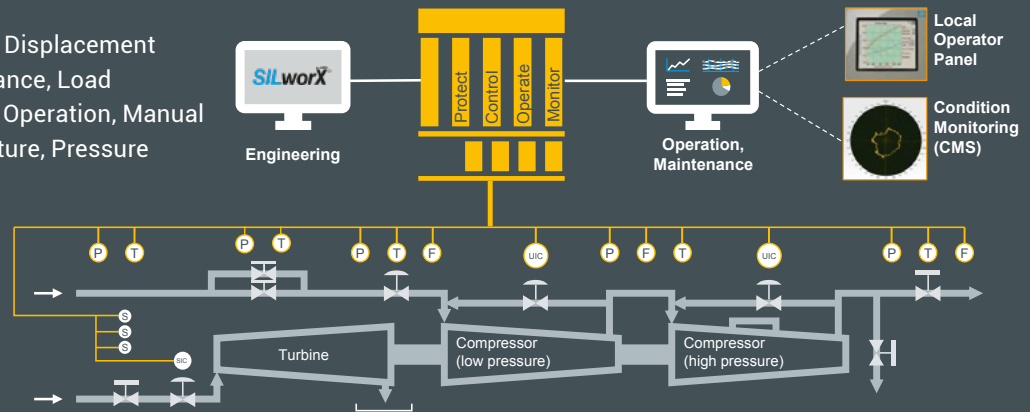 Displacement
ance, Load
Operation, Manual
ture, Pressure
SILworX
Engineering
Protect
Control
Operate
Monitor
Operation,
Maintenance
Local
Operator
Panel
Condition
Monitoring
(CMS)
P T P T P T F UIC P F T UIC P T F
S
S
S
SIC
Turbine
Compressor
(low pressure)
Compressor
(high pressure)